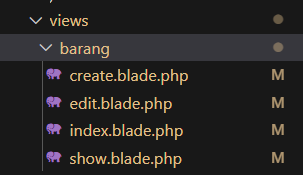 views
barang
create.blade.php M
edit.blade.php M
index.blade.php M
show.blade.php M